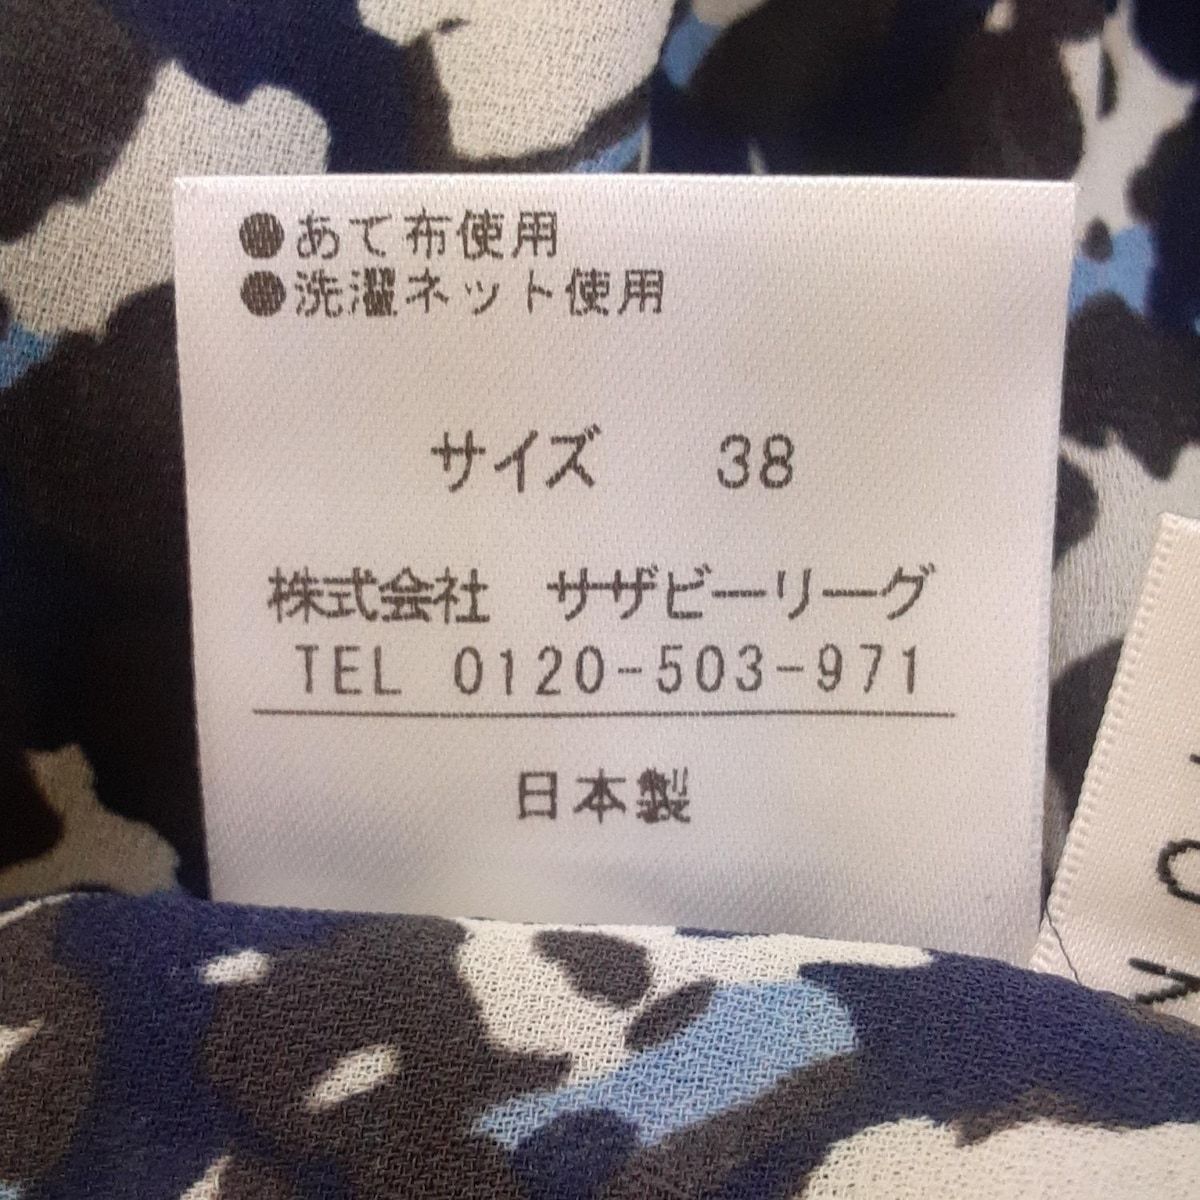 ●あて布使用
●洗濯ネット使用
サイズ 38
株式会社 サザビーリーグ
TEL 0120-503-971
日本製